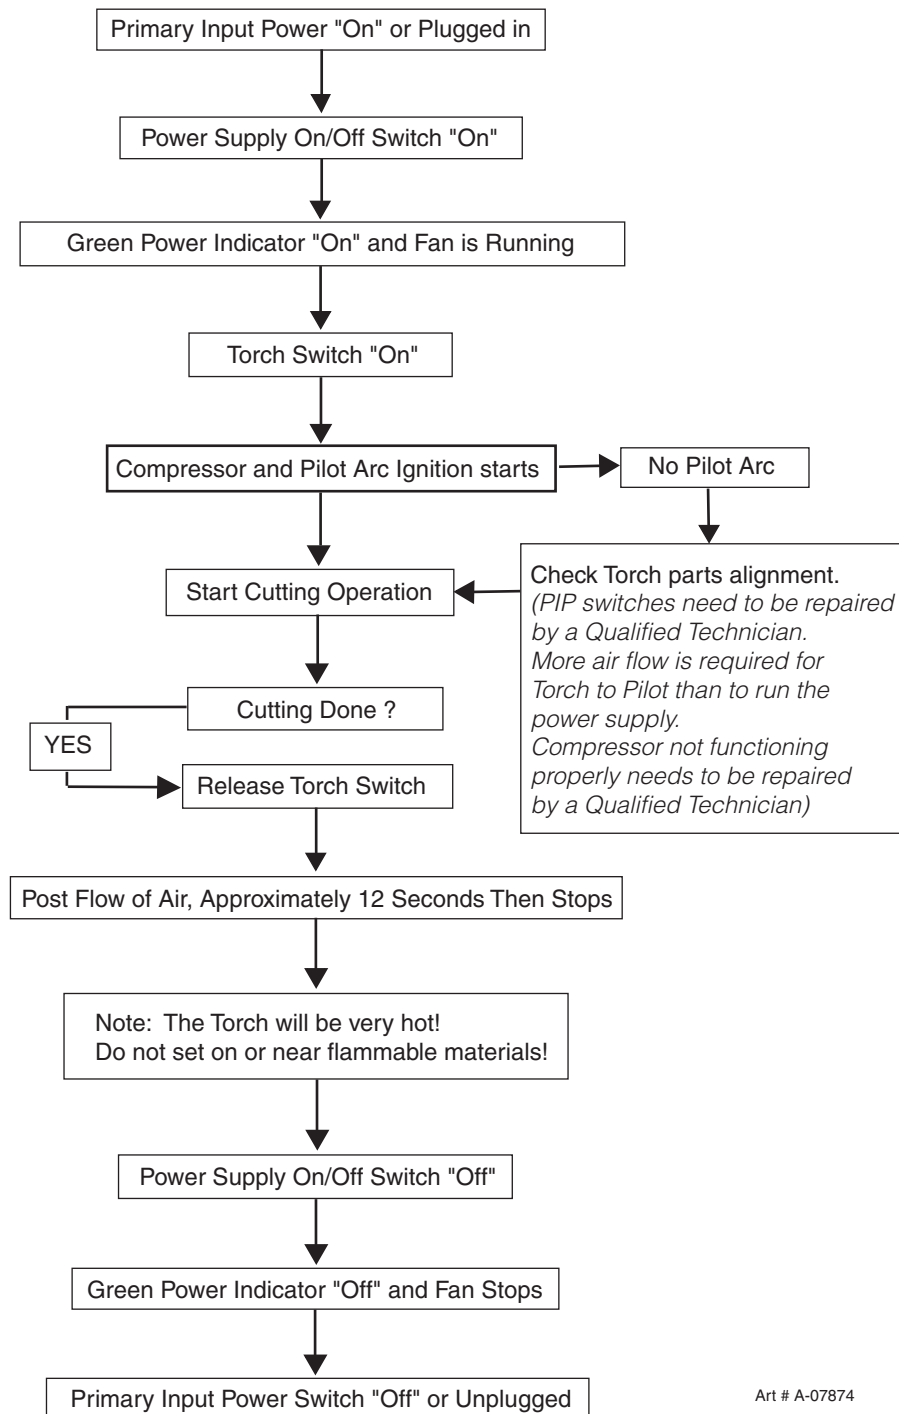 Primary Input Power "On" or Plugged in
Power Supply On/Off Switch "On"
Green Power Indicator "On" and Fan is Running
Torch Switch "On"
Compressor and Pilot Arc Ignition starts
No Pilot Arc
Check Torch parts alignment.
(PIP switches need to be repaired
by a Qualified Technician.
More air flow is required for
Torch to Pilot than to run the
power supply.
Compressor not functioning
properly needs to be repaired
by a Qualified Technician)
Start Cutting Operation
Cutting Done ?
YES
Release Torch Switch
Post Flow of Air, Approximately 12 Seconds Then Stops
Note: The Torch will be very hot!
Do not set on or near flammable materials!
Power Supply On/Off Switch "Off"
Green Power Indicator "Off" and Fan Stops
Primary Input Power Switch "Off" or Unplugged
Art # A-07874